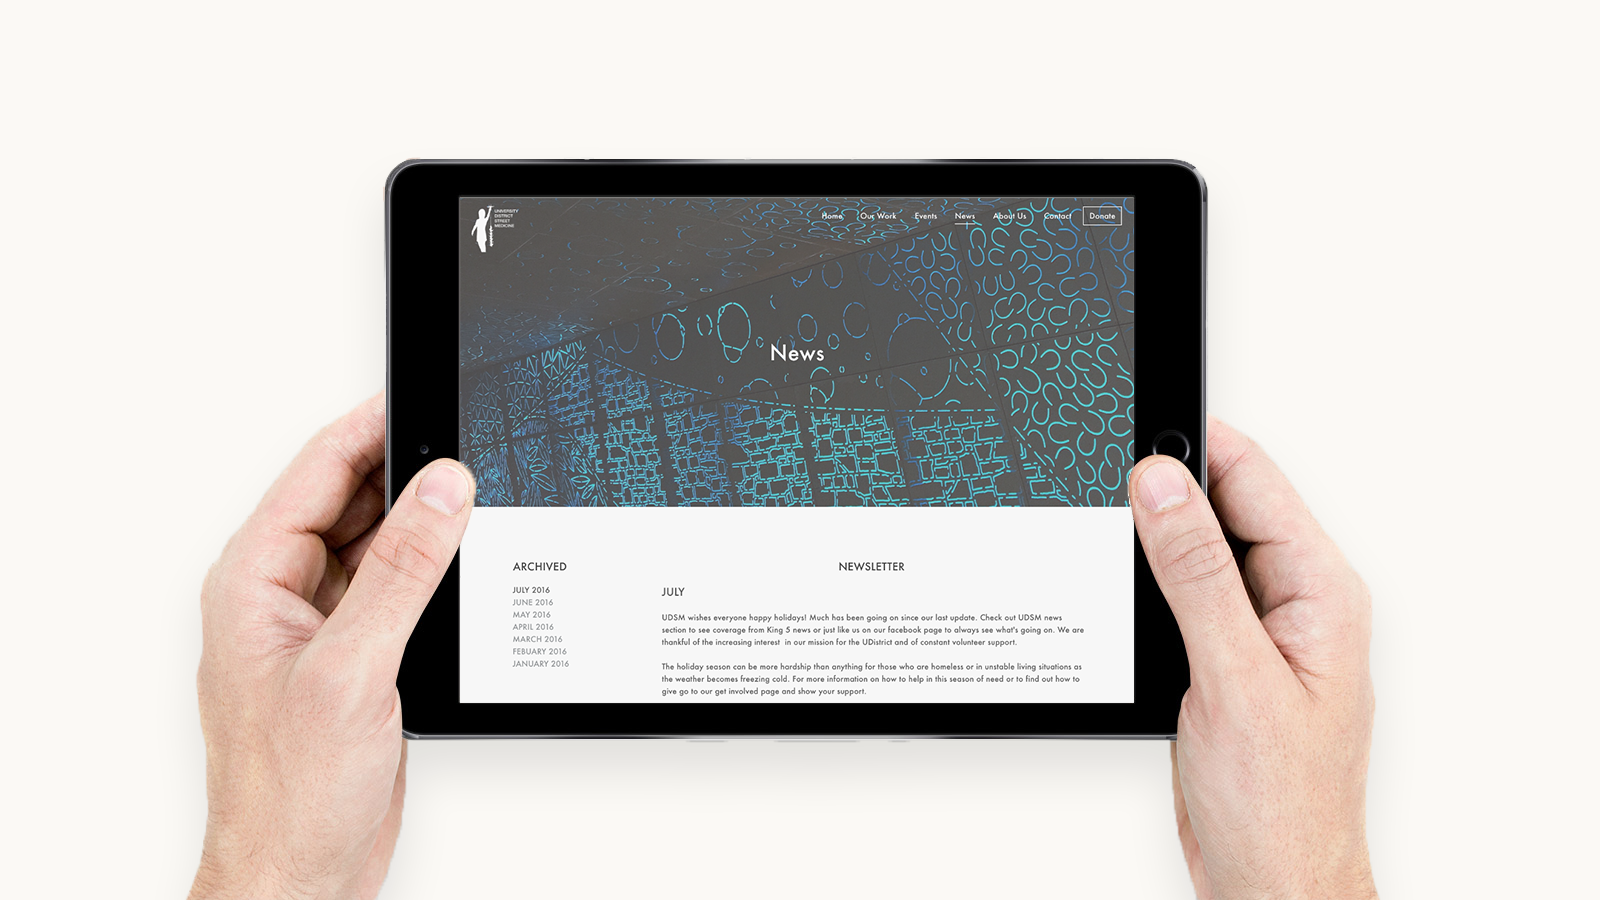 UNIVERSITY
DISTRICT
STREET
MEDICINE
Home Our Work Events News About Us Contact Donate
News
ARCHIVED
JULY 2016
JUNE 2016
MAY 2016
APRIL 2016
MARCH 2016
FEBUARY 2016
JANUARY 2016
NEWSLETTER
JULY
UDSM wishes everyone happy holidays! Much has been going on since our last update. Check out UDSM news
section to see coverage from King 5 news or just like us on our facebook page to always see what's going on. We are
thankful of the increasing interest in our mission for the UDistrict and of constant volunteer support.
The holiday season can be more hardship than anything for those who are homeless or in unstable living situations as
the weather becomes freezing cold. For more information on how to help in this season of need or to find out how to
give go to our get involved page and show your support.